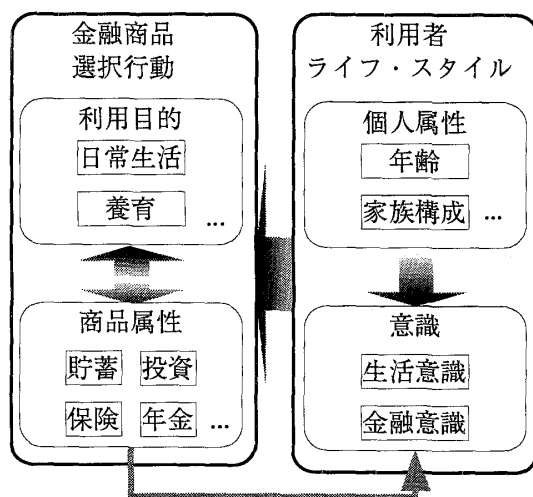 金融商品
選択行動
利用目的
日常生活
養育
...
商品属性
貯蓄 投資
保険 年金 ...
利用者
ライフ・スタイル
個人属性
年齢
家族構成 ...
意識
生活意識
金融意識